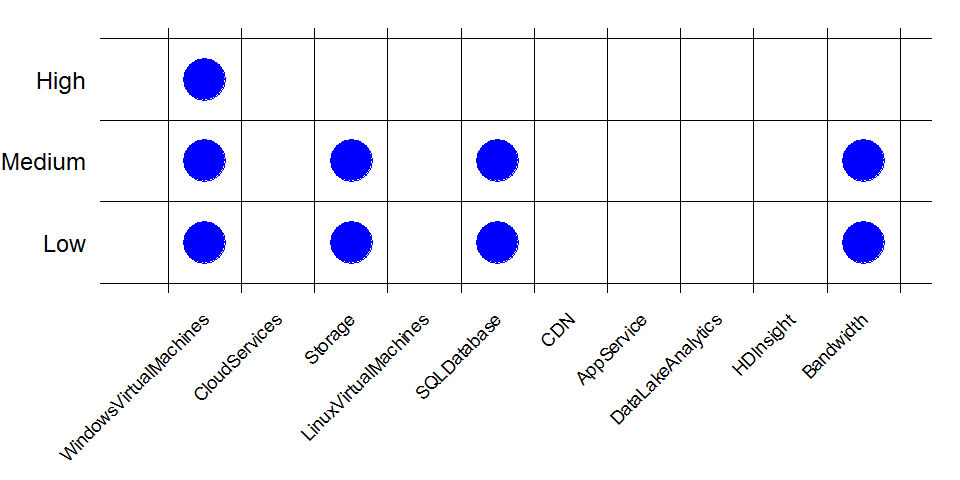 High
Medium
Low
WindowsVirtualMachines
CloudServices
Storage
LinuxVirtualMachines
SQLDatabase
CDN
AppService
DataLakeAnalytics
HDInsight
Bandwidth